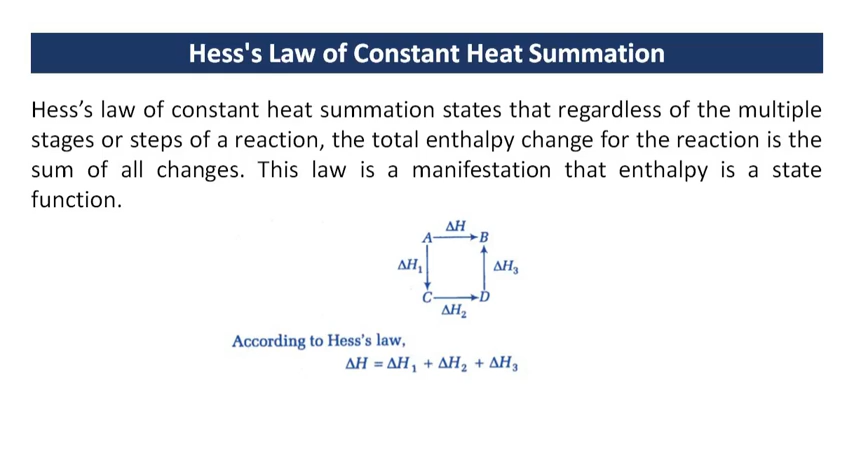 Hess's Law of Constant Heat Summation
Hess’s law of constant heat summation states that regardless of the multiple
stages or steps of a reaction, the total enthalpy change for the reaction is the
sum of all changes. This law is a manifestation that enthalpy is a state
function.
ΔH
A B
ΔH₁ ΔH₃
C D
ΔH₂
According to Hess's law,
ΔH = ΔH₁ + ΔH₂ + ΔH₃